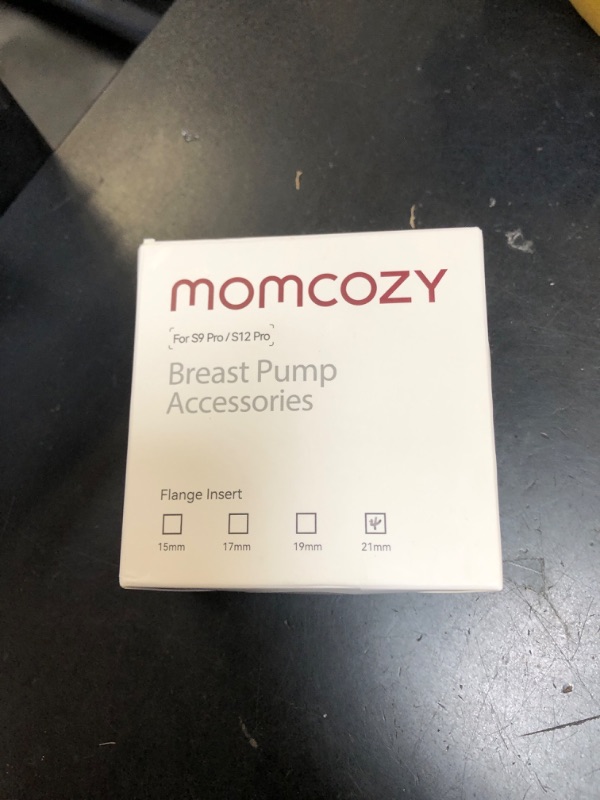 momcozy
For S9 Pro / S12 Pro
Breast Pump
Accessories
Flange Insert
15mm 17mm 19mm 21mm